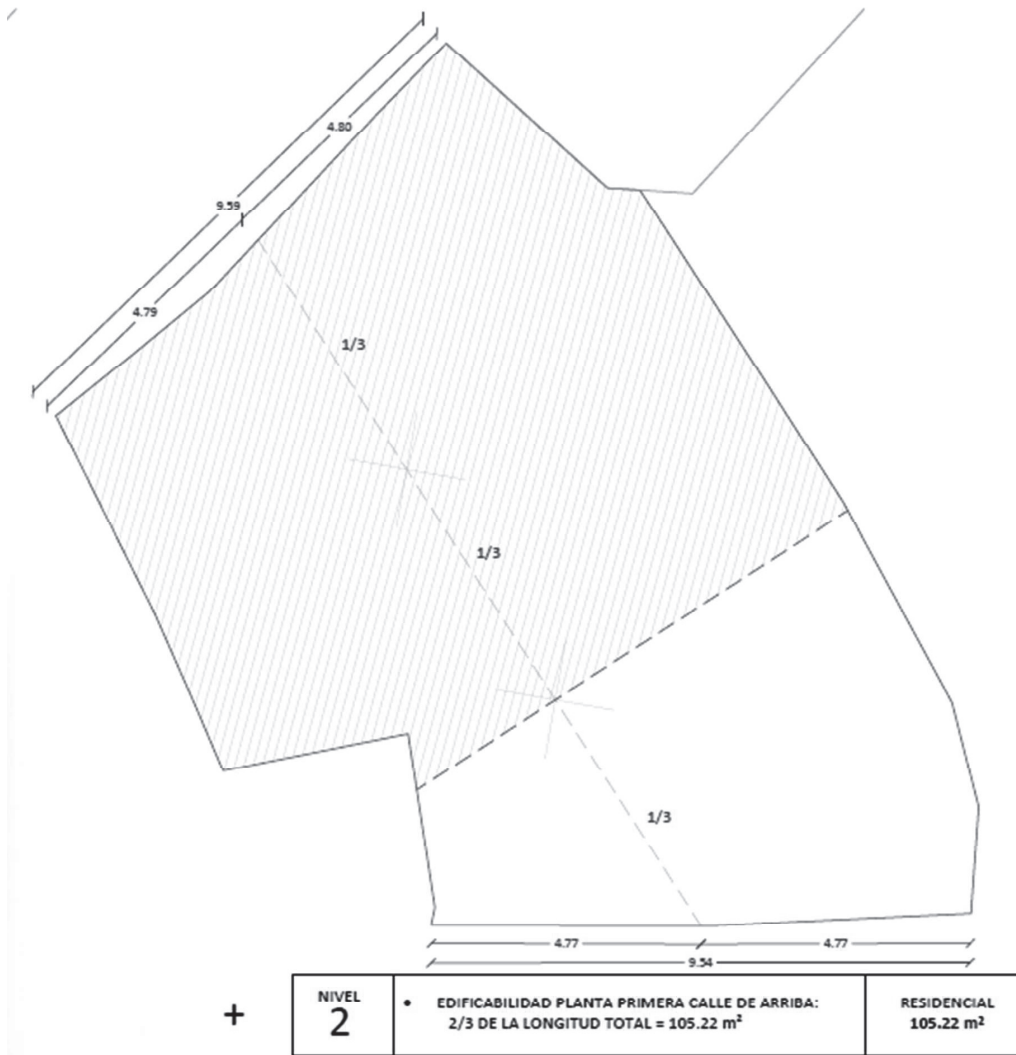 4.80
9.59
4.79
1/3
1/3
1/3
4.77
4.77
9.54
+
NIVEL
2
• EDIFICABILIDAD PLANTA PRIMERA CALLE DE ARRIBA:
2/3 DE LA LONGITUD TOTAL = 105.22 m²
RESIDENCIAL
105.22 m²